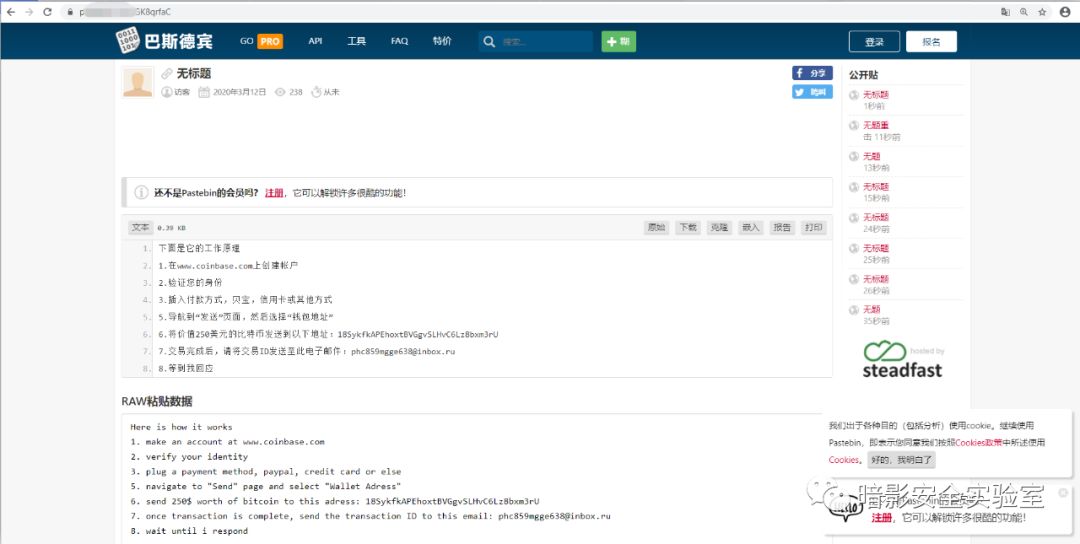 GK8qrfaC
巴斯德宾
GO PRO API 工具 FAQ 特价 搜索... 糊 登录 报名
无标题
访客 2020年3月12日 238 从未
分享
鸣叫
公开贴
无标题
1秒前
无题重
击 11秒前
无题
13秒前
无标题
15秒前
无标题
24秒前
无标题
25秒前
无标题
26秒前
无题
35秒前
hosted by
steadfast
还不是Pastebin的会员吗? 注册，它可以解锁许多很酷的功能!
文本 0.39 KB 原始 下载 克隆 嵌入 报告 打印
1. 下面是它的工作原理
2. 1.在www.coinbase.com上创建帐户
3. 2.验证您的身份
4. 3.插入付款方式，贝宝，信用卡或其他方式
5. 5.导航到“发送”页面，然后选择“钱包地址”
6. 6.将价值250美元的比特币发送到以下地址：18SykfkAPEhoxtBVGgvSLHvC6Lz8bxm3rU
7. 7.交易完成后，请将交易ID发送至此电子邮件：phc859mgge638@inbox.ru
8. 8.等到我回应
RAW粘贴数据
Here is how it works
1. make an account at www.coinbase.com
2. verify your identity
3. plug a payment method, paypal, credit card or else
5. navigate to "Send" page and select "Wallet Adress"
6. send 250$ worth of bitcoin to this adress: 18SykfkAPEhoxtBVGgvSLHvC6Lz8bxm3rU
7. once transaction is complete, send the transaction ID to this email: phc859mgge638@inbox.ru
8. wait until i respond
我们出于各种目的（包括分析）使用cookie。继续使用
Pastebin，即表示您同意我们按照Cookies政策中所述使用
Cookies。 好的，我明白了
暗影安全实验室
注册，它可以解锁许多很酷的功能!